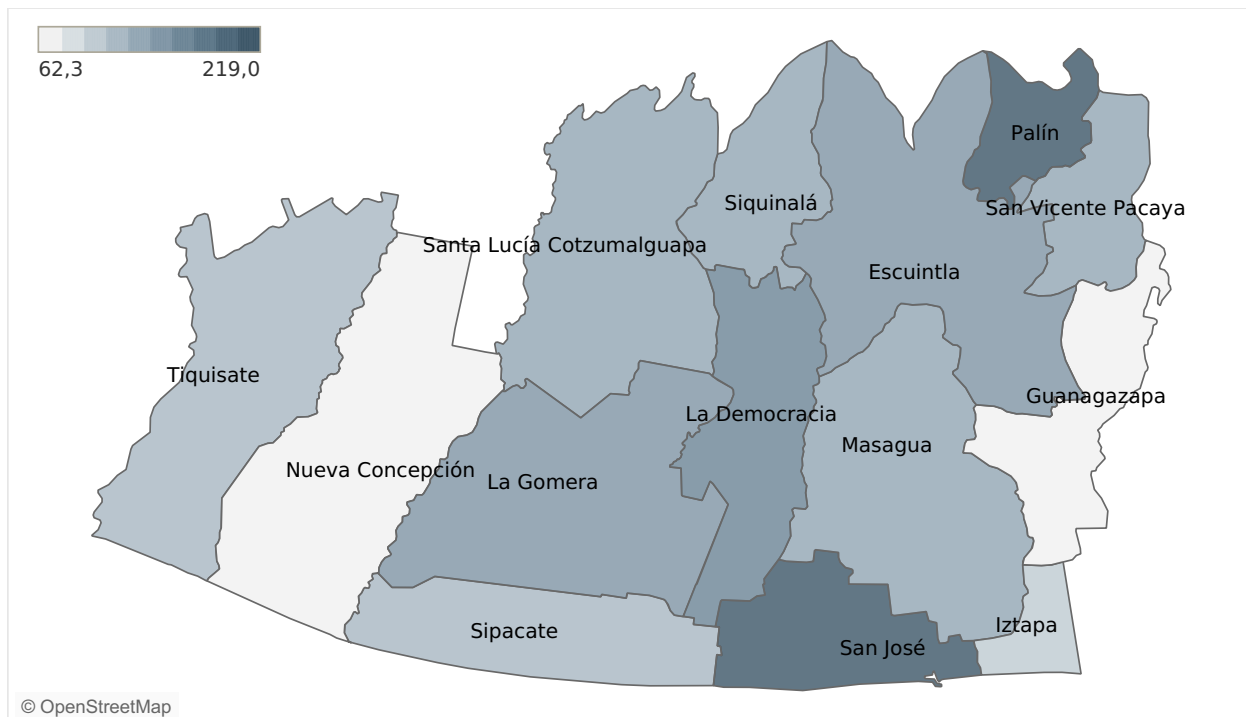 62,3
219,0
Palín
Siquinalá
San Vicente Pacaya
Santa Lucía Cotzumalguapa
Escuintla
Tiquisate
Guanagazapa
La Democracia
Masagua
Nueva Concepción
La Gomera
Iztapa
Sipacate
San José
© OpenStreetMap